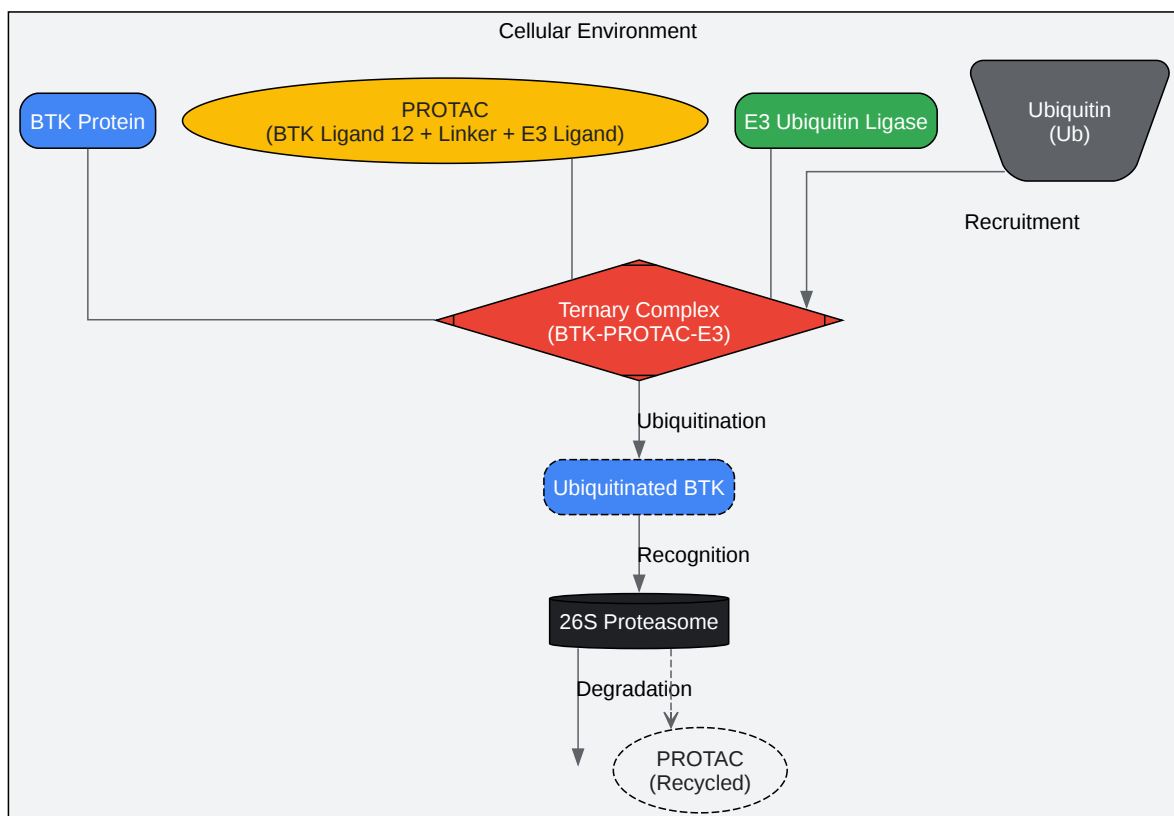 Cellular Environment
BTK Protein
PROTAC
(BTK Ligand 12 + Linker + E3 Ligand)
E3 Ubiquitin Ligase
Ubiquitin
(Ub)
Recruitment
Ternary Complex
(BTK-PROTAC-E3)
Ubiquitination
Ubiquitinated BTK
Recognition
26S Proteasome
Degradation
PROTAC
(Recycled)